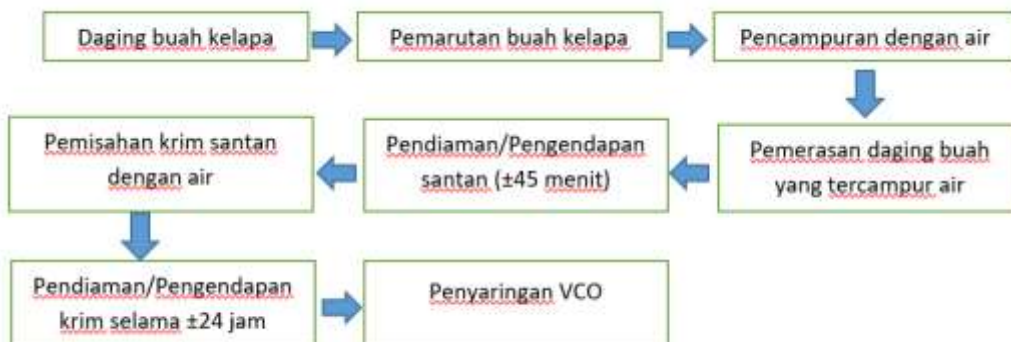 Daging buah kelapa
Pemarutan buah kelapa
Pencampuran dengan air
Pemerasan daging buah
yang tercampur air
Pendiaman/Pengendapan
santan (±45 menit)
Pemisahan krim santan
dengan air
Pendiaman/Pengendapan
krim selama ±24 jam
Penyaringan VCO